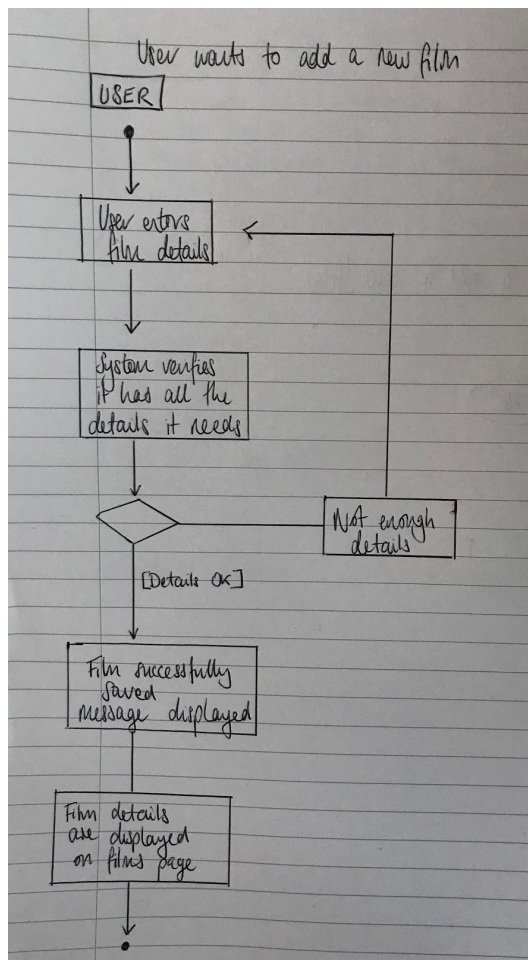 User wants to add a new film
USER
User enters
film details
System verifies
it has all the
details it needs
Not enough
details
[Details OK]
Film successfully
saved
message displayed
Film details
are displayed
on films page